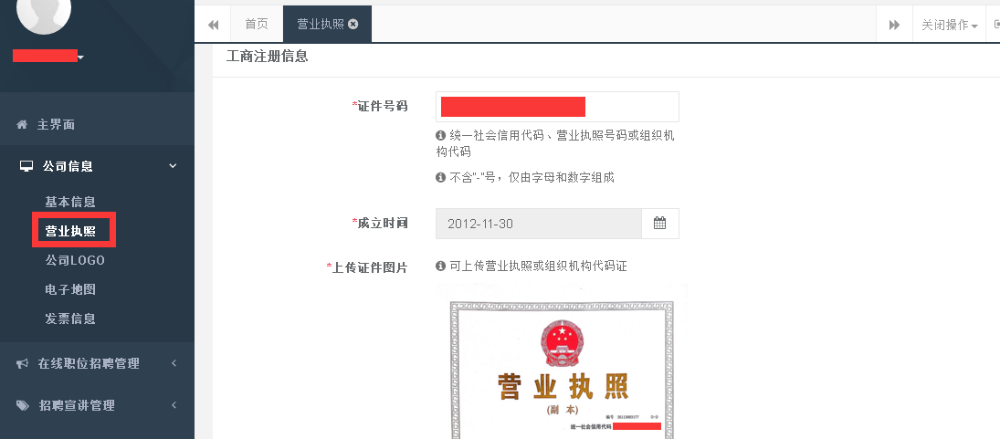 首页
营业执照
关闭操作
主界面
公司信息
基本信息
营业执照
公司LOGO
电子地图
发票信息
在线职位招聘管理
招聘宣讲管理
工商注册信息
*证件号码
统一社会信用代码、营业执照号码或组织机
构代码
不含"-"号，仅由字母和数字组成
*成立时间
2012-11-30
*上传证件图片
可上传营业执照或组织机构代码证
营业执照
(副 本)
编号
统一社会信用代码